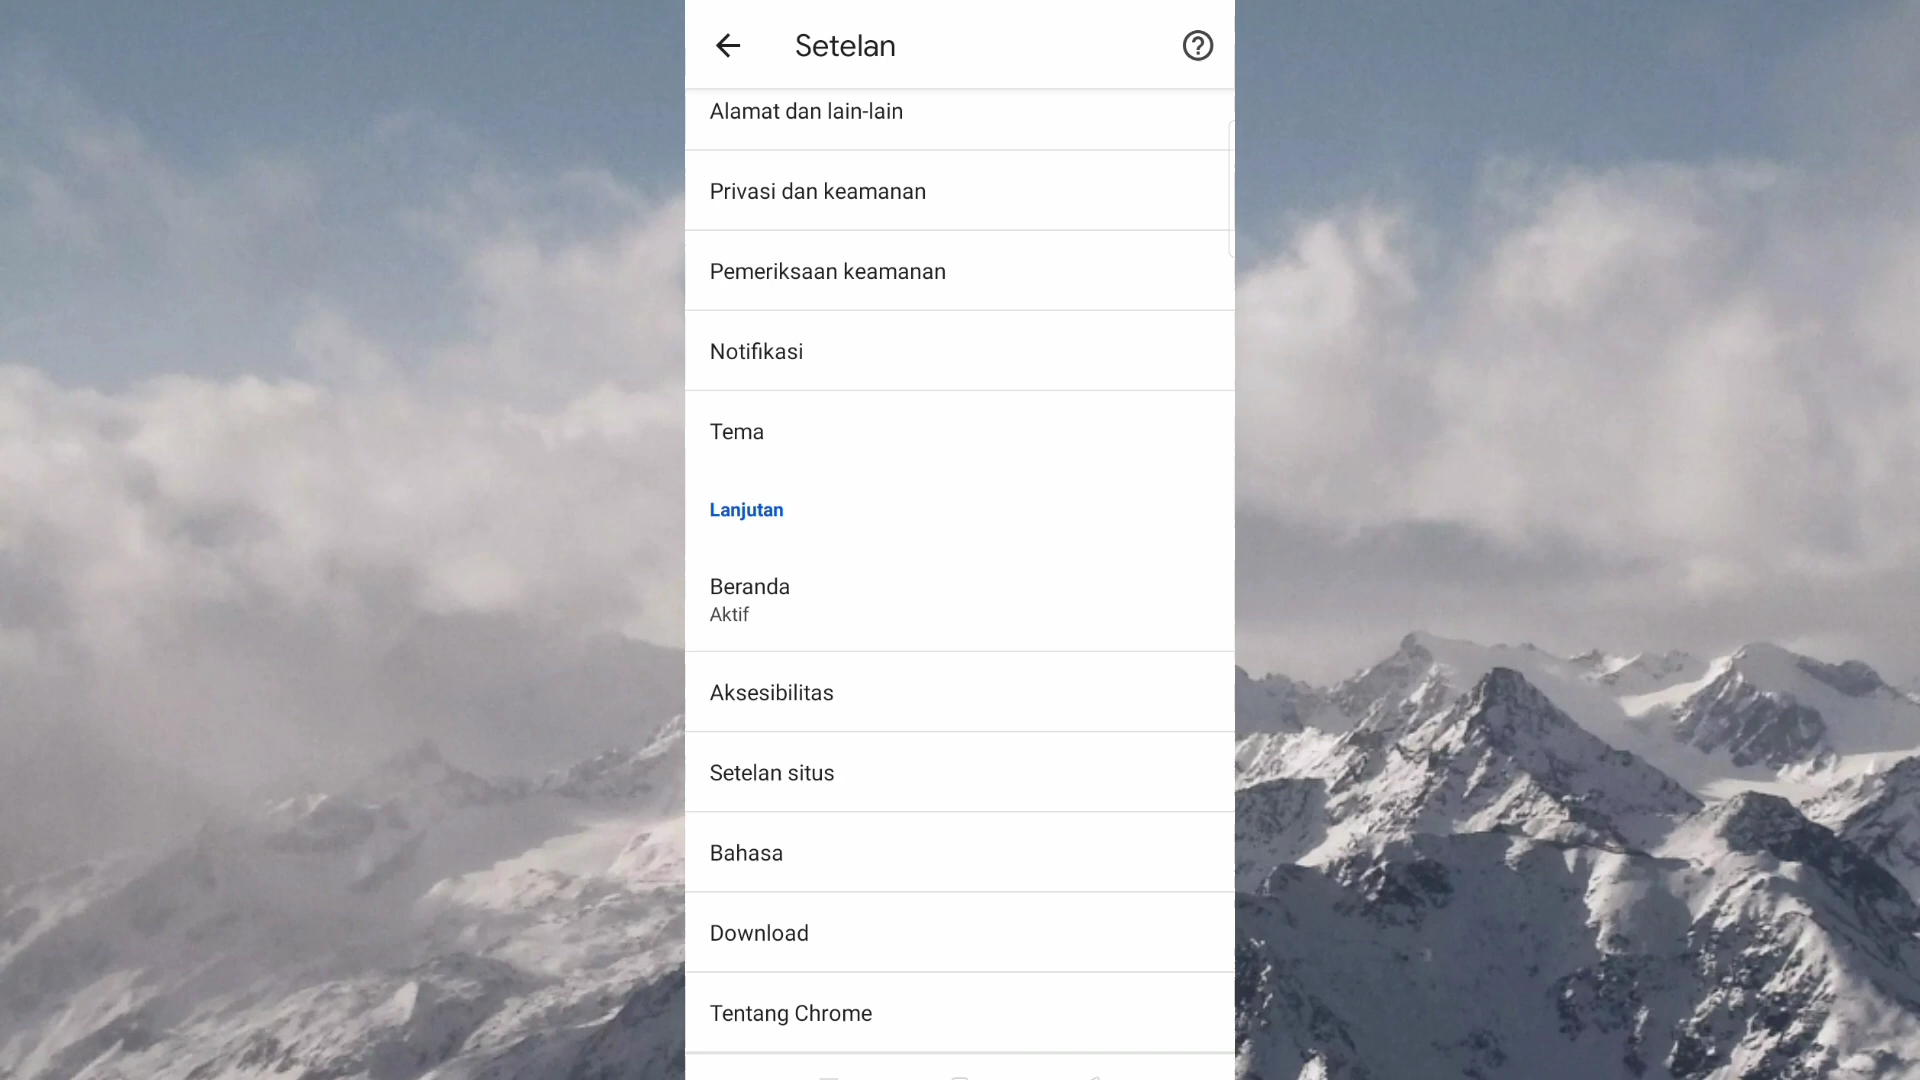 Setelan
Alamat dan lain-lain
Privasi dan keamanan
Pemeriksaan keamanan
Notifikasi
Tema
Lanjutan
Beranda
Aktif
Aksesibilitas
Setelan situs
Bahasa
Download
Tentang Chrome